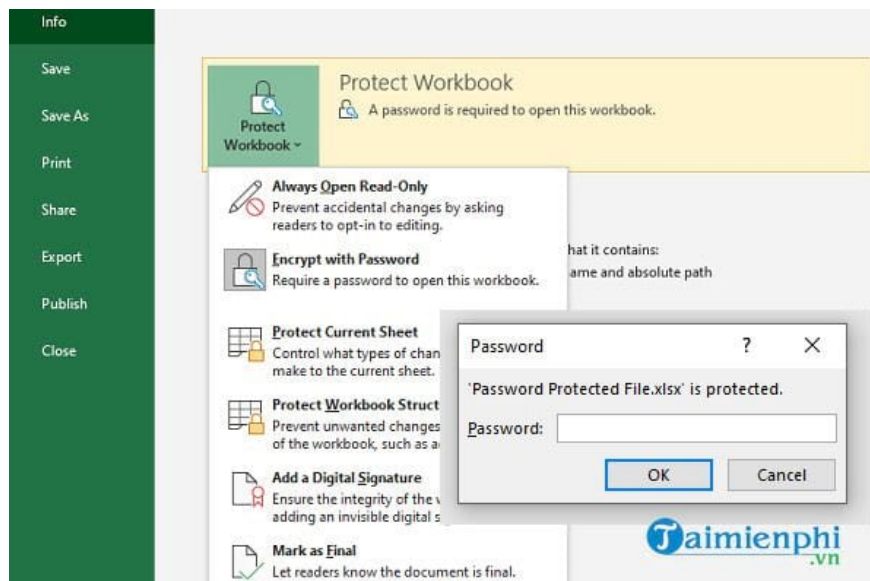 Info
Save
Save As
Print
Share
Export
Publish
Close
Protect Workbook
A password is required to open this workbook.
Protect
Workbook
Always Open Read-Only
Prevent accidental changes by asking
readers to opt-in to editing.
Encrypt with Password
Require a password to open this workbook.
Protect Current Sheet
Control what types of
make to the current sheet.
Protect Workbook
Prevent unwanted changes
of the workbook, such as
Add a Digital Signature
Ensure the integrity of the
adding an invisible digital
Mark as Final
Let readers know the document is final.
it contains:
and absolute path
Password
?
'Password Protected File.xlsx' is protected.
Password:
OK
Cancel
Taimienphi
.vn